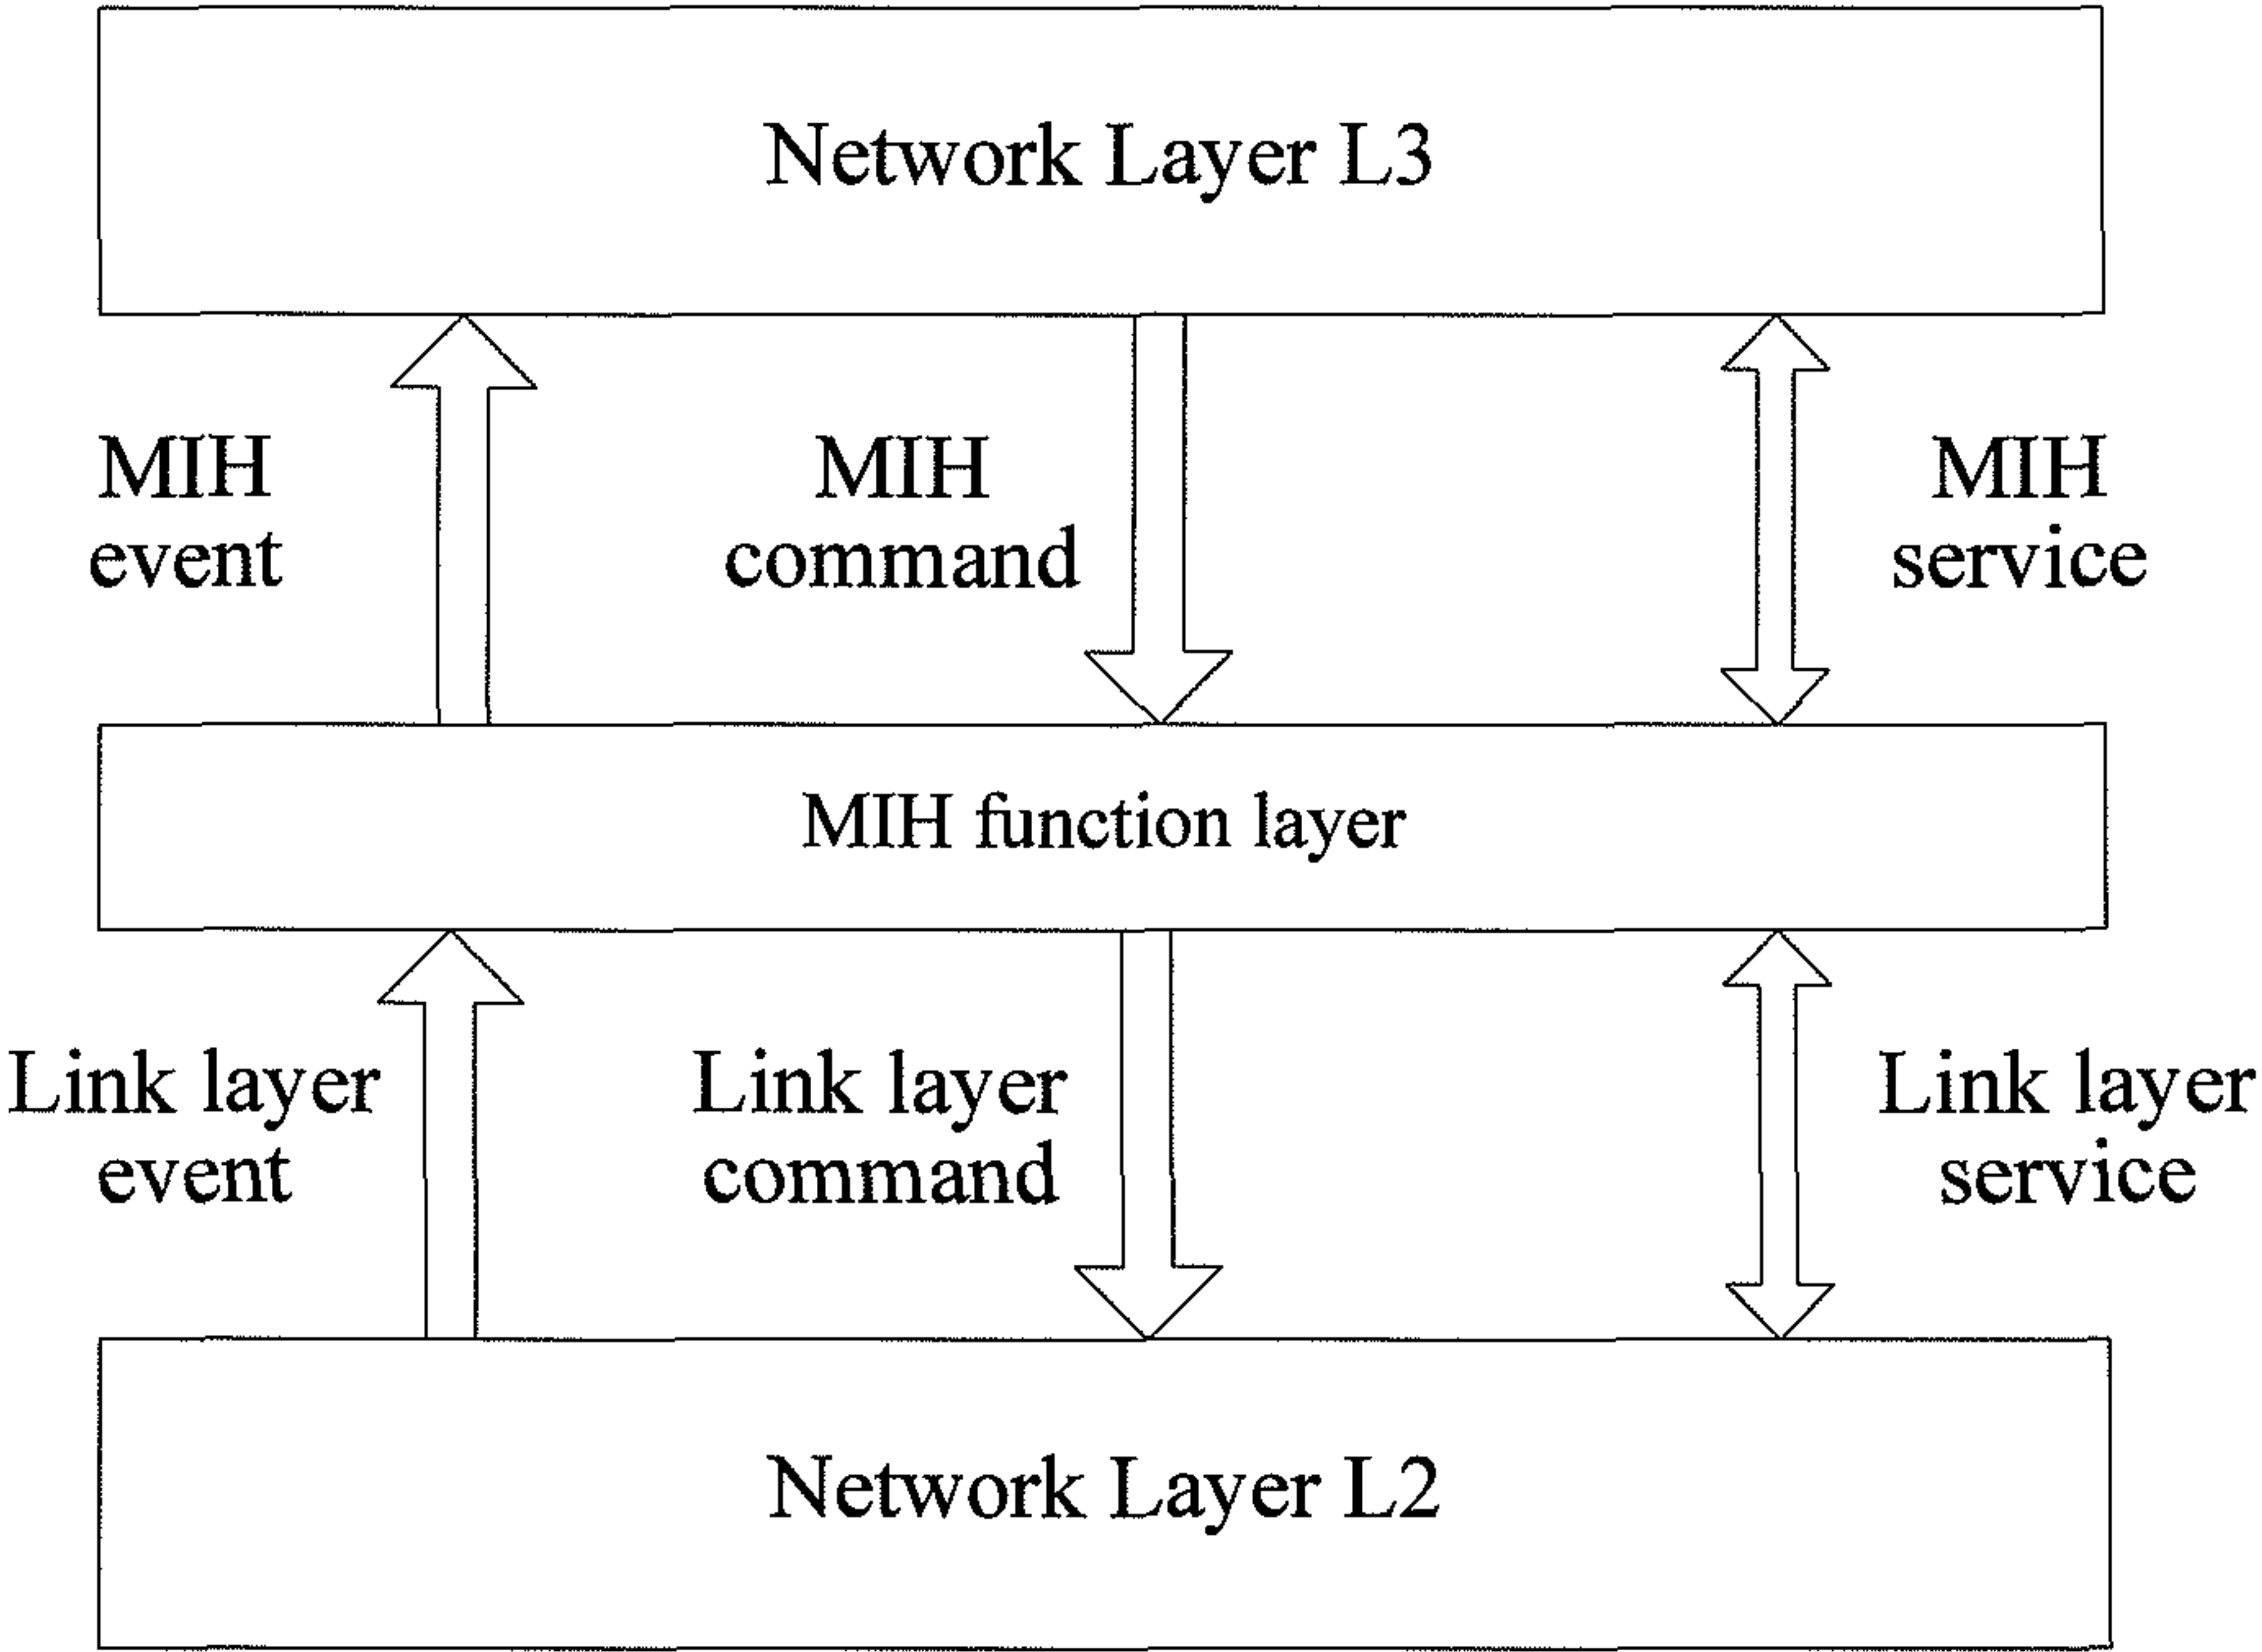 Network Layer L3
MIH
event
MIH
command
MIH
service
MIH function layer
Link layer
event
Link layer
command
Link layer
service
Network Layer L2